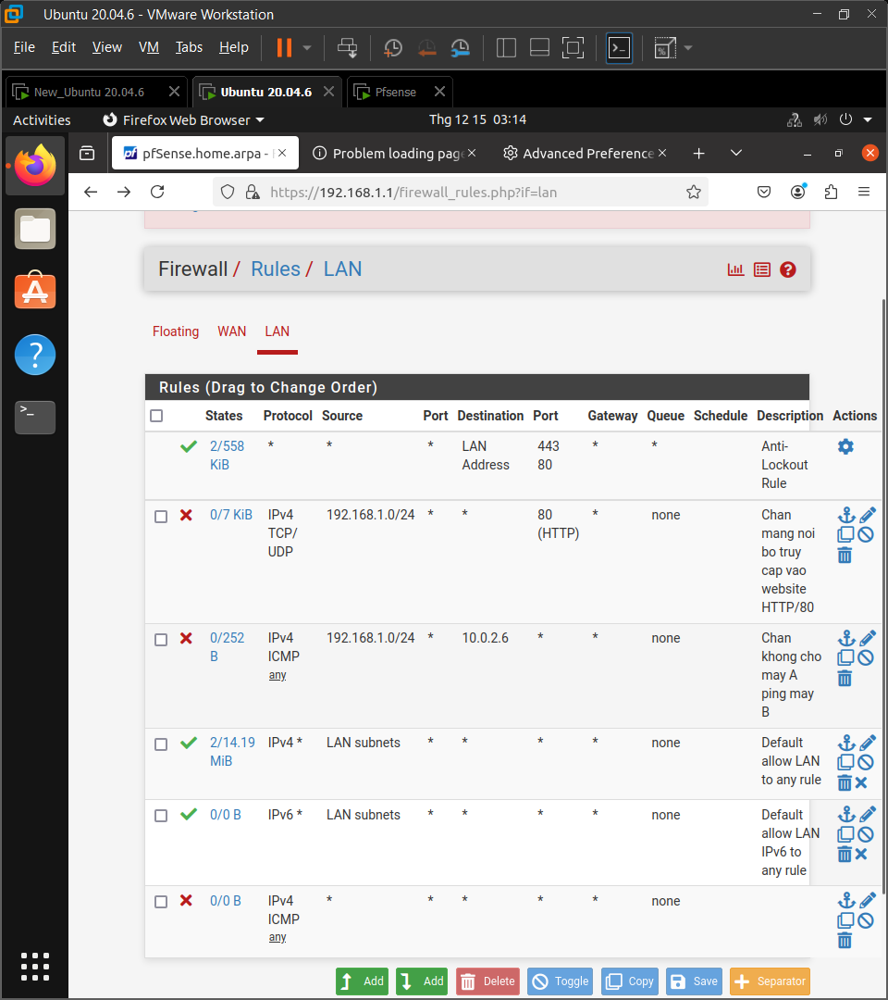 Ubuntu 20.04.6 - VMware Workstation
File Edit View VM Tabs Help
New_Ubuntu 20.04.6
Ubuntu 20.04.6
Pfsense
Activities
Firefox Web Browser
Thg 12 15 03:14
pfSense.home.arpa -
Problem loading pag
Advanced Preference
https://192.168.1.1/firewall_rules.php?if=lan
Firewall / Rules / LAN
Floating WAN LAN
Rules (Drag to Change Order)
States Protocol Source Port Destination Port Gateway Queue Schedule Description Actions
2/558 * * * LAN 443 * * Anti-
KiB Address 80 Lockout
Rule
0/7 KiB IPv4 192.168.1.0/24 * * 80 * none Chan
TCP/ (HTTP) mang noi
UDP bo truy
cap vao
website
HTTP/80
0/252 IPv4 192.168.1.0/24 * 10.0.2.6 * * none Chan
B ICMP khong cho
any may A
ping may
B
2/14.19 IPv4 * LAN subnets * * * * none Default
MiB allow LAN
to any rule
0/0 B IPv6 * LAN subnets * * * * none Default
allow LAN
IPv6 to
any rule
0/0 B IPv4 * * * * * none
ICMP
any
Add Add Delete Toggle Copy Save Separator